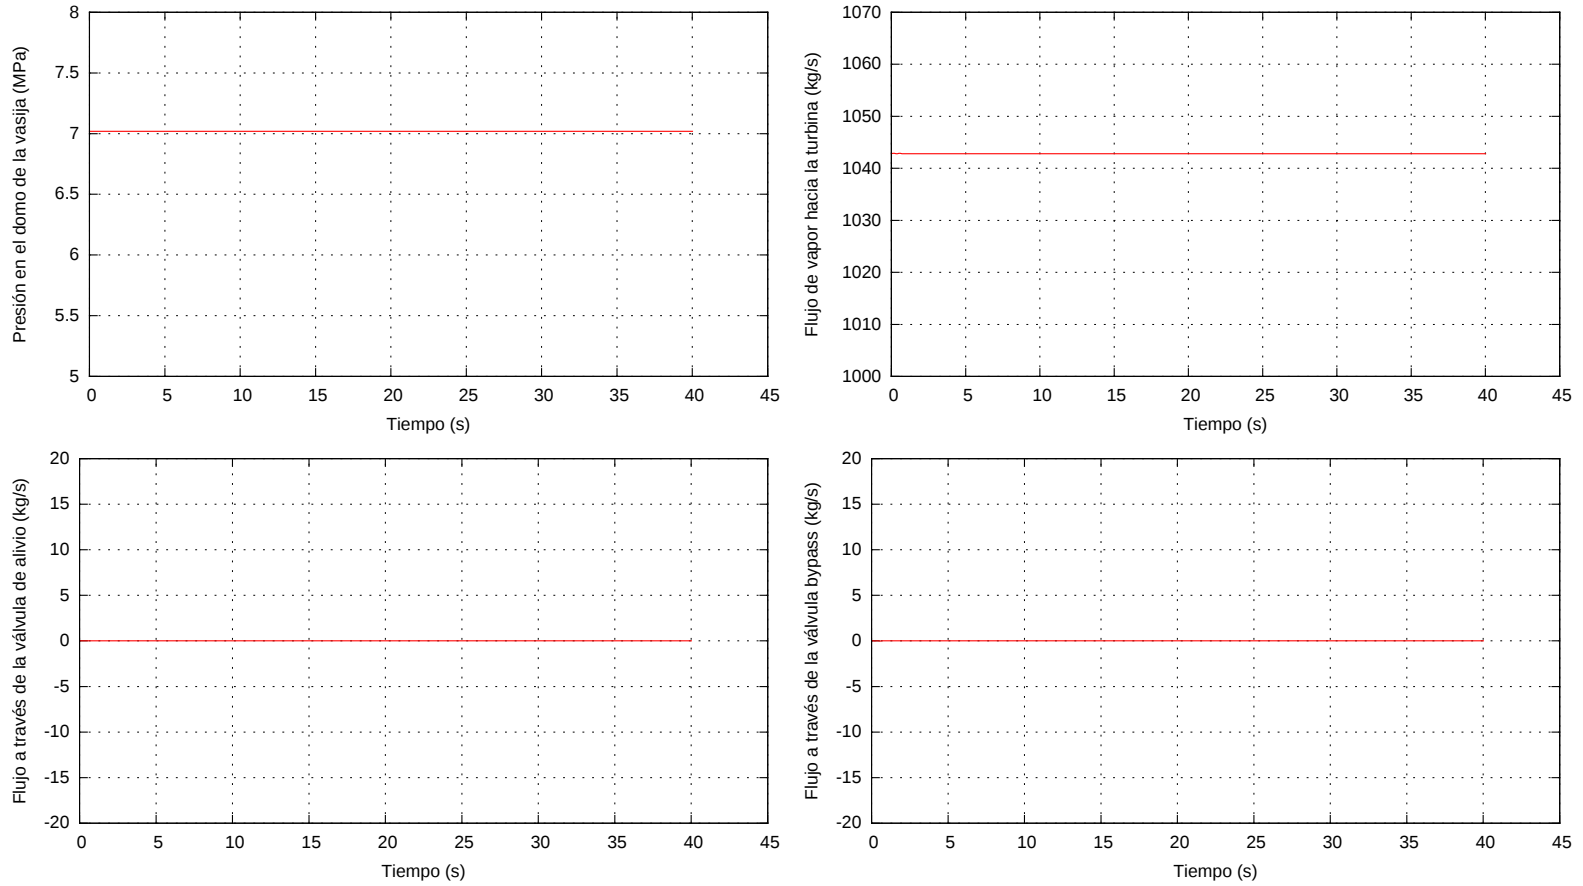 Presión en el domo de la vasija (MPa)
8
7.5
7
6.5
6
5.5
5
0 5 10 15 20 25 30 35 40 45
Tiempo (s)
Flujo de vapor hacia la turbina (kg/s)
1070
1060
1050
1040
1030
1020
1010
1000
0 5 10 15 20 25 30 35 40 45
Tiempo (s)
Flujo a través de la válvula de alivio (kg/s)
20
15
10
5
0
-5
-10
-15
-20
0 5 10 15 20 25 30 35 40 45
Tiempo (s)
Flujo a través de la válvula bypass (kg/s)
20
15
10
5
0
-5
-10
-15
-20
0 5 10 15 20 25 30 35 40 45
Tiempo (s)